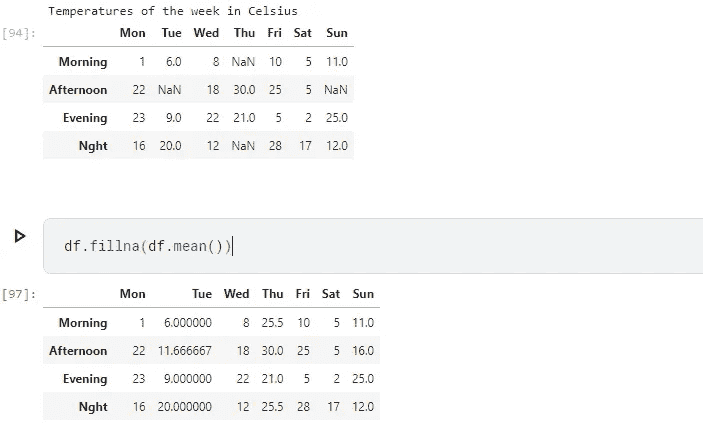 Temperatures of the week in Celsius
[94]:
Mon Tue Wed Thu Fri Sat Sun
Morning 1 6.0 8 NaN 10 5 11.0
Afternoon 22 NaN 18 30.0 25 5 NaN
Evening 23 9.0 22 21.0 5 2 25.0
Nght 16 20.0 12 NaN 28 17 12.0
df.fillna(df.mean())
[97]:
Mon Tue Wed Thu Fri Sat Sun
Morning 1 6.000000 8 25.5 10 5 11.0
Afternoon 22 11.666667 18 30.0 25 5 16.0
Evening 23 9.000000 22 21.0 5 2 25.0
Nght 16 20.000000 12 25.5 28 17 12.0